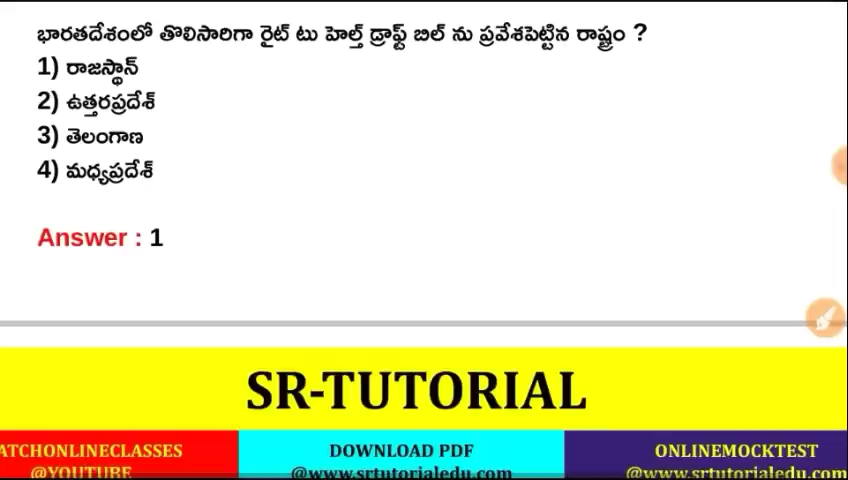 భారతదేశంలో తొలిసారిగా రైట్ టు హెల్త్ డ్రాఫ్ట్ బిల్ ను ప్రవేశపెట్టిన రాష్ట్రం ?
1) రాజస్థాన్
2) ఉత్తరప్రదేశ్
3) తెలంగాణ
4) మధ్యప్రదేశ్
Answer : 1
SR-TUTORIAL
ATCHONLINECLASSES
@YOUTUBE
DOWNLOAD PDF
@www.srtutorialedu.com
ONLINEMOCKTEST
@www.srtutorialedu.com